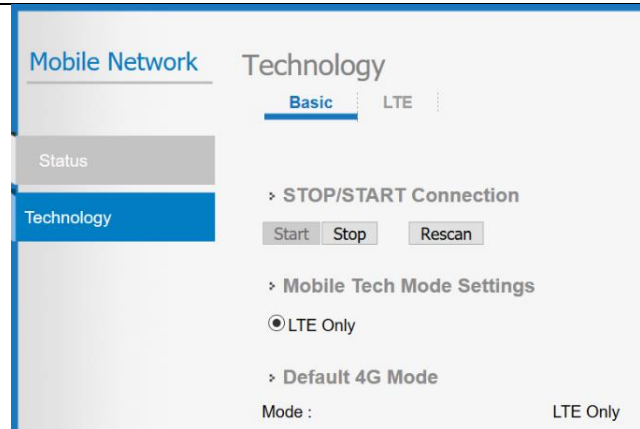 Mobile Network
Technology
Basic LTE
Status
Technology
STOP/START Connection
Start Stop Rescan
Mobile Tech Mode Settings
LTE Only
Default 4G Mode
Mode : LTE Only